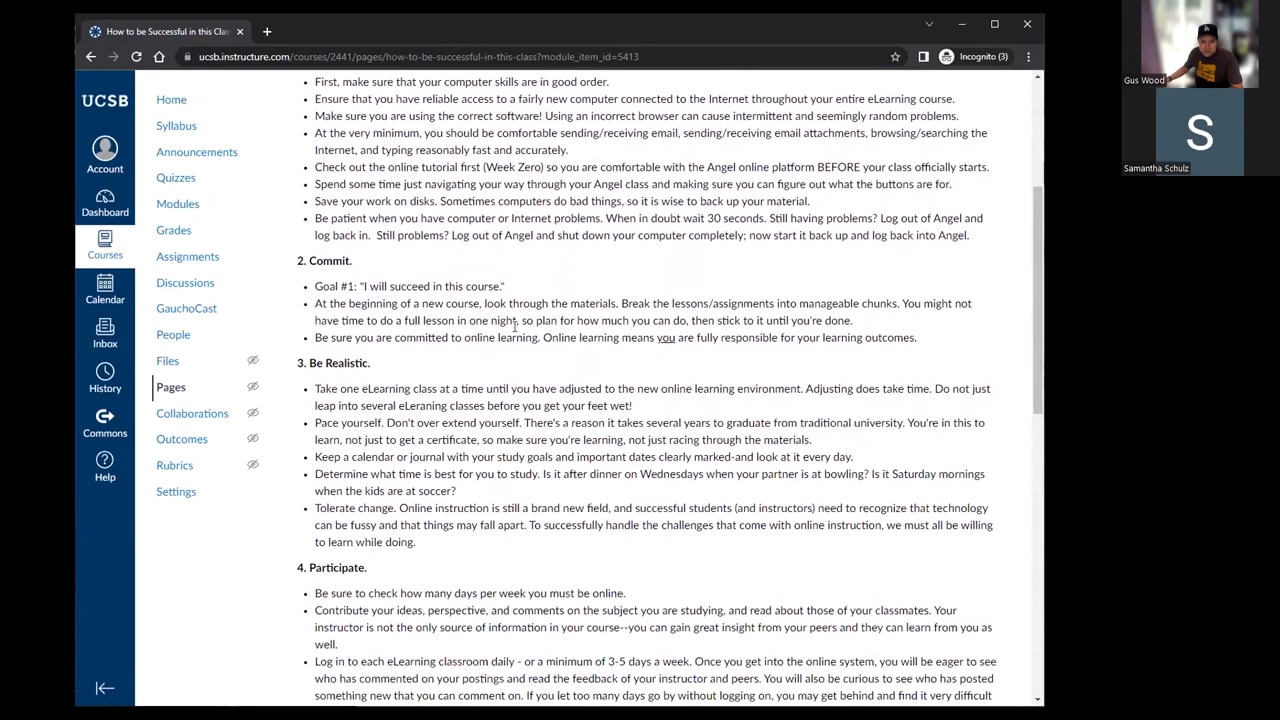 How to be Successful in this Clas
ucsb.instructure.com/courses/2441/pages/how-to-be-successful-in-this-class?module_item_id=5413
Incognito (3)
UCSB
Account
Dashboard
Courses
Calendar
Inbox
History
Commons
Help
Home
Syllabus
Announcements
Quizzes
Modules
Grades
Assignments
Discussions
GauchoCast
People
Files
Pages
Collaborations
Outcomes
Rubrics
Settings
• First, make sure that your computer skills are in good order.
• Ensure that you have reliable access to a fairly new computer connected to the Internet throughout your entire eLearning course.
• Make sure you are using the correct software! Using an incorrect browser can cause intermittent and seemingly random problems.
• At the very minimum, you should be comfortable sending/receiving email, sending/receiving email attachments, browsing/searching the
Internet, and typing reasonably fast and accurately.
• Check out the online tutorial first (Week Zero) so you are comfortable with the Angel online platform BEFORE your class officially starts.
• Spend some time just navigating your way through your Angel class and making sure you can figure out what the buttons are for.
• Save your work on disks. Sometimes computers do bad things, so it is wise to back up your material.
• Be patient when you have computer or Internet problems. When in doubt wait 30 seconds. Still having problems? Log out of Angel and
log back in. Still problems? Log out of Angel and shut down your computer completely; now start it back up and log back into Angel.
2. Commit.
• Goal #1: "I will succeed in this course."
• At the beginning of a new course, look through the materials. Break the lessons/assignments into manageable chunks. You might not
have time to do a full lesson in one night, so plan for how much you can do, then stick to it until you're done.
• Be sure you are committed to online learning. Online learning means you are fully responsible for your learning outcomes.
3. Be Realistic.
• Take one eLearning class at a time until you have adjusted to the new online learning environment. Adjusting does take time. Do not just
leap into several eLeraning classes before you get your feet wet!
• Pace yourself. Don't over extend yourself. There's a reason it takes several years to graduate from traditional university. You're in this to
learn, not just to get a certificate, so make sure you're learning, not just racing through the materials.
• Keep a calendar or journal with your study goals and important dates clearly marked-and look at it every day.
• Determine what time is best for you to study. Is it after dinner on Wednesdays when your partner is at bowling? Is it Saturday mornings
when the kids are at soccer?
• Tolerate change. Online instruction is still a brand new field, and successful students (and instructors) need to recognize that technology
can be fussy and that things may fall apart. To successfully handle the challenges that come with online instruction, we must all be willing
to learn while doing.
4. Participate.
• Be sure to check how many days per week you must be online.
• Contribute your ideas, perspective, and comments on the subject you are studying, and read about those of your classmates. Your
instructor is not the only source of information in your course--you can gain great insight from your peers and they can learn from you as
well.
• Log in to each eLearning classroom daily - or a minimum of 3-5 days a week. Once you get into the online system, you will be eager to see
who has commented on your postings and read the feedback of your instructor and peers. You will also be curious to see who has posted
something new that you can comment on. If you let too many days go by without logging on, you may get behind and find it very difficult
Gus Wood
S
Samantha Schulz